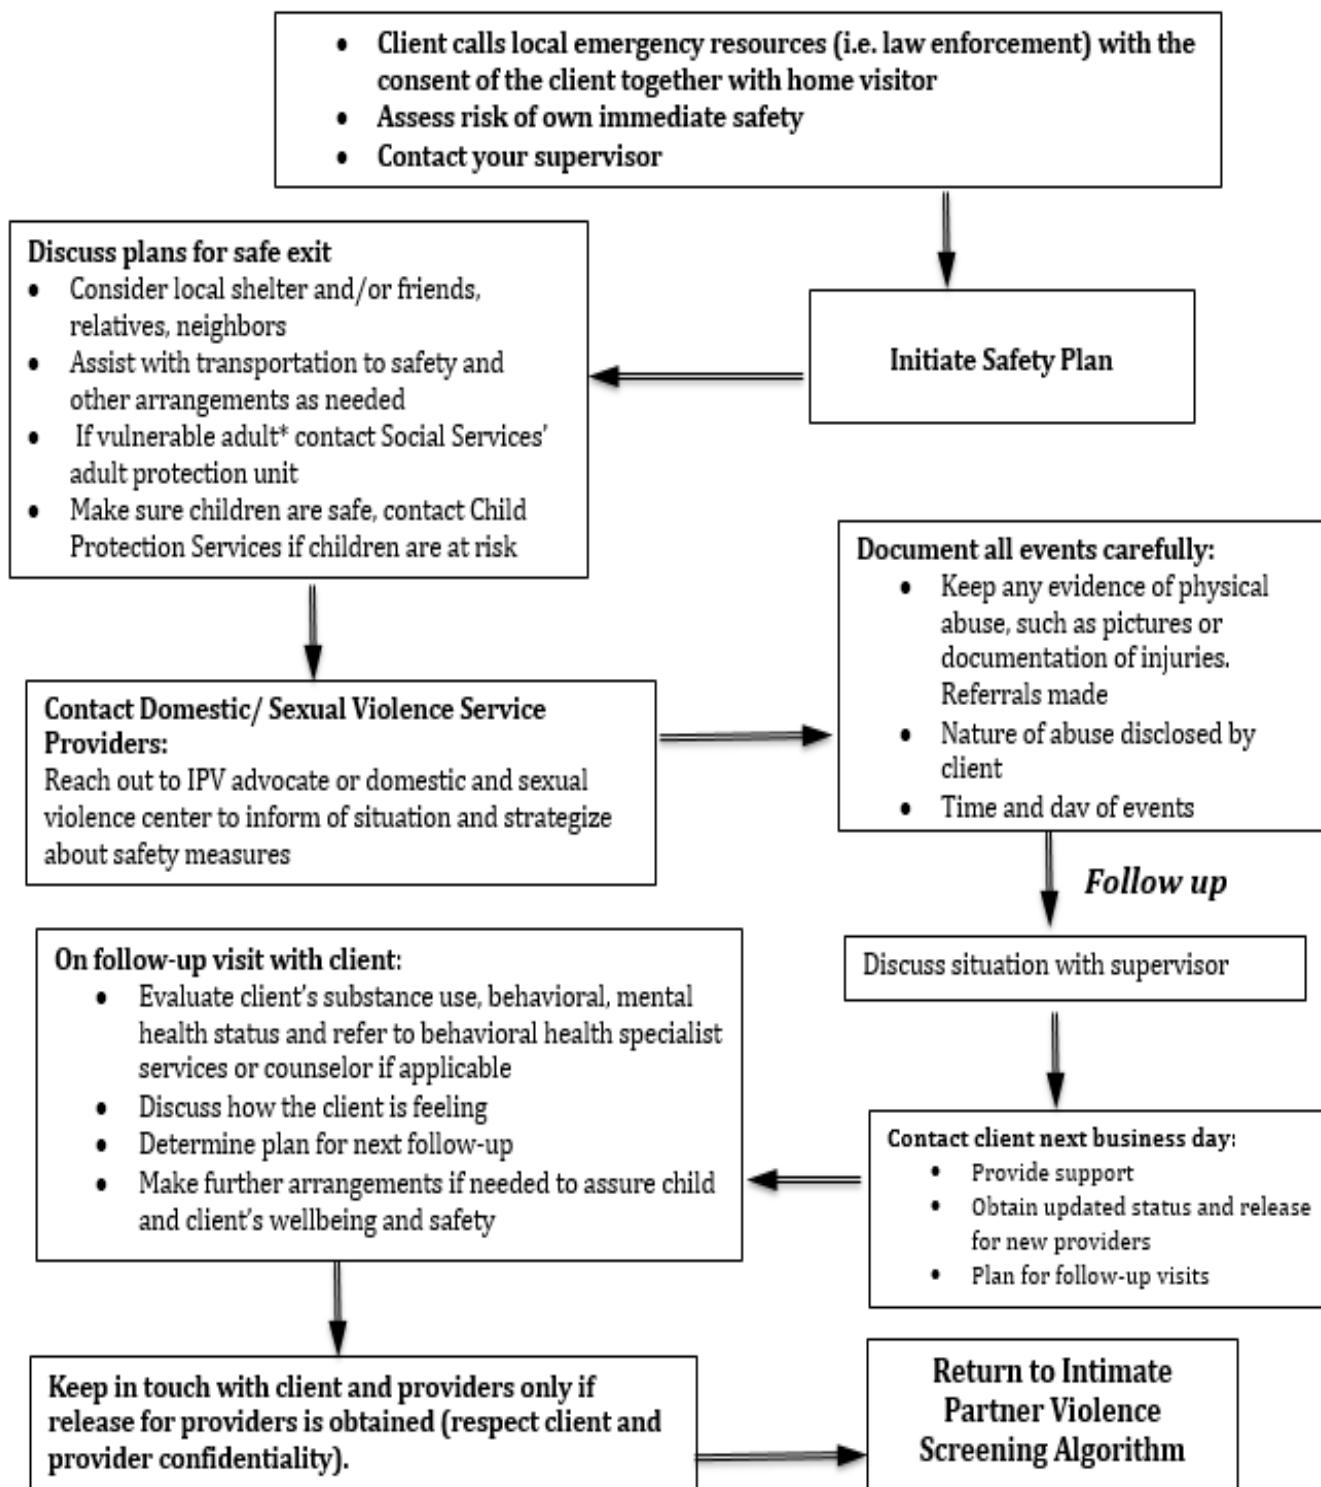 • Client calls local emergency resources (i.e. law enforcement) with the
consent of the client together with home visitor
• Assess risk of own immediate safety
• Contact your supervisor
Initiate Safety Plan
Discuss plans for safe exit
• Consider local shelter and/or friends,
relatives, neighbors
• Assist with transportation to safety and
other arrangements as needed
• If vulnerable adult* contact Social Services’
adult protection unit
• Make sure children are safe, contact Child
Protection Services if children are at risk
Contact Domestic/ Sexual Violence Service
Providers:
Reach out to IPV advocate or domestic and sexual
violence center to inform of situation and strategize
about safety measures
Document all events carefully:
• Keep any evidence of physical
abuse, such as pictures or
documentation of injuries.
Referrals made
• Nature of abuse disclosed by
client
• Time and day of events
Follow up
Discuss situation with supervisor
Contact client next business day:
• Provide support
• Obtain updated status and release
for new providers
• Plan for follow-up visits
On follow-up visit with client:
• Evaluate client’s substance use, behavioral, mental
health status and refer to behavioral health specialist
services or counselor if applicable
• Discuss how the client is feeling
• Determine plan for next follow-up
• Make further arrangements if needed to assure child
and client’s wellbeing and safety
Keep in touch with client and providers only if
release for providers is obtained (respect client and
provider confidentiality).
Return to Intimate
Partner Violence
Screening Algorithm